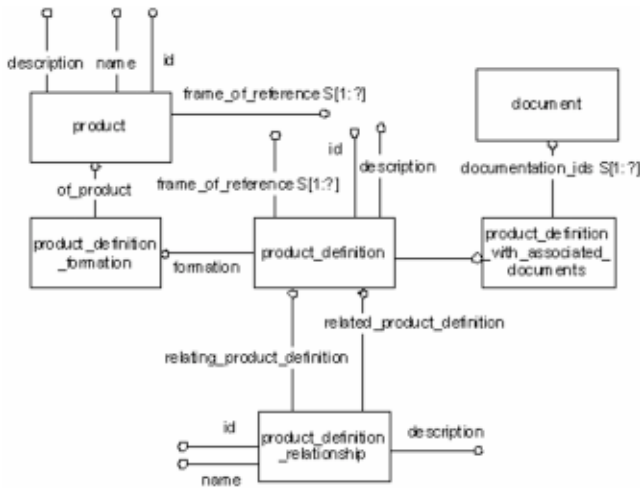 description
name
id
frame_of_reference S[1:?]
product
document
id
description
frame_of_reference S[1:?]
documentation_ids S[1:?]
of_product
product_definition
_formation
formation
product_definition
product_definition
_with_associated_
documents
related_product_definition
relating_product_definition
id
product_definition
_relationship
description
name